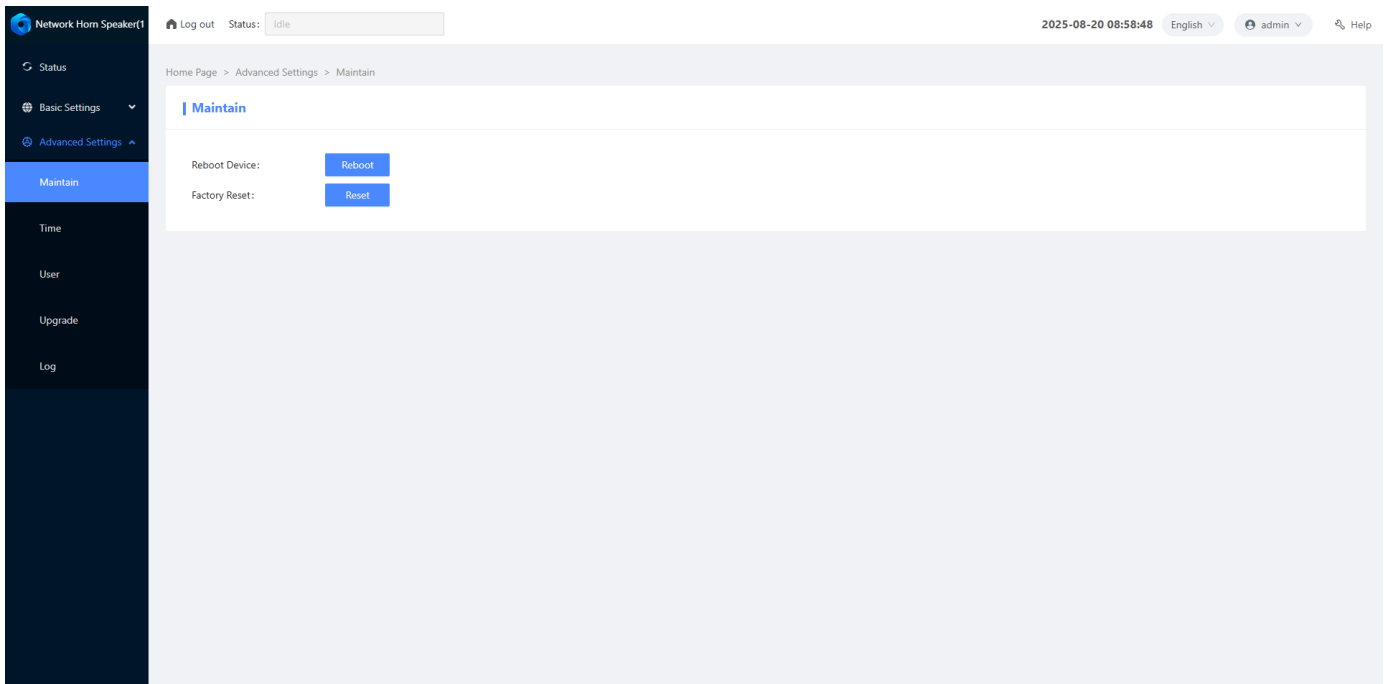 Network Horn Speaker(1
Log out Status: Idle
2025-08-20 08:58:48 English admin Help
Status
Basic Settings
Advanced Settings
Maintain
Time
User
Upgrade
Log
Home Page > Advanced Settings > Maintain
Maintain
Reboot Device: Reboot
Factory Reset: Reset